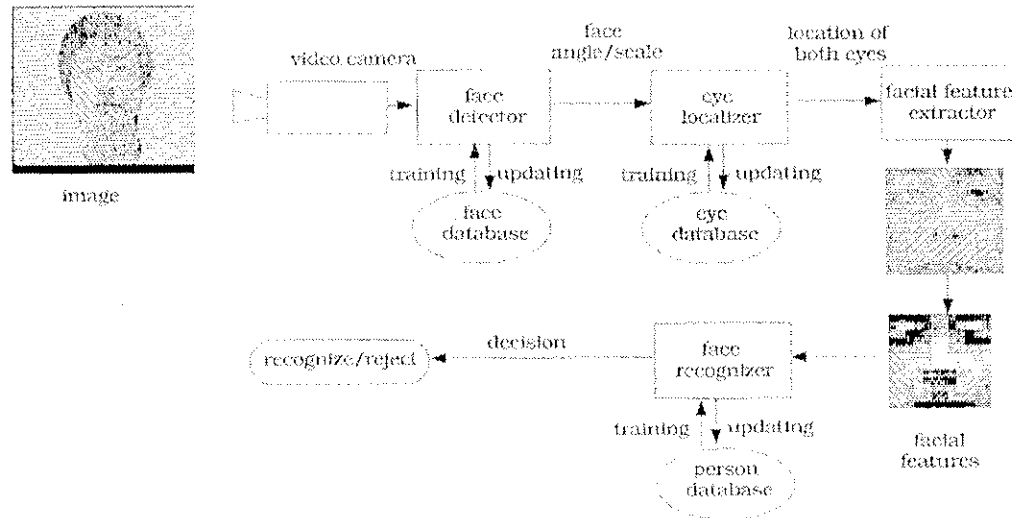 image
video camera
face
detector
face
angle/scale
eye
localizer
location of
both eyes
facial feature
extractor
training
updating
face
database
training
updating
eye
database
facial
features
face
recognizer
decision
recognize/reject
training
updating
person
database